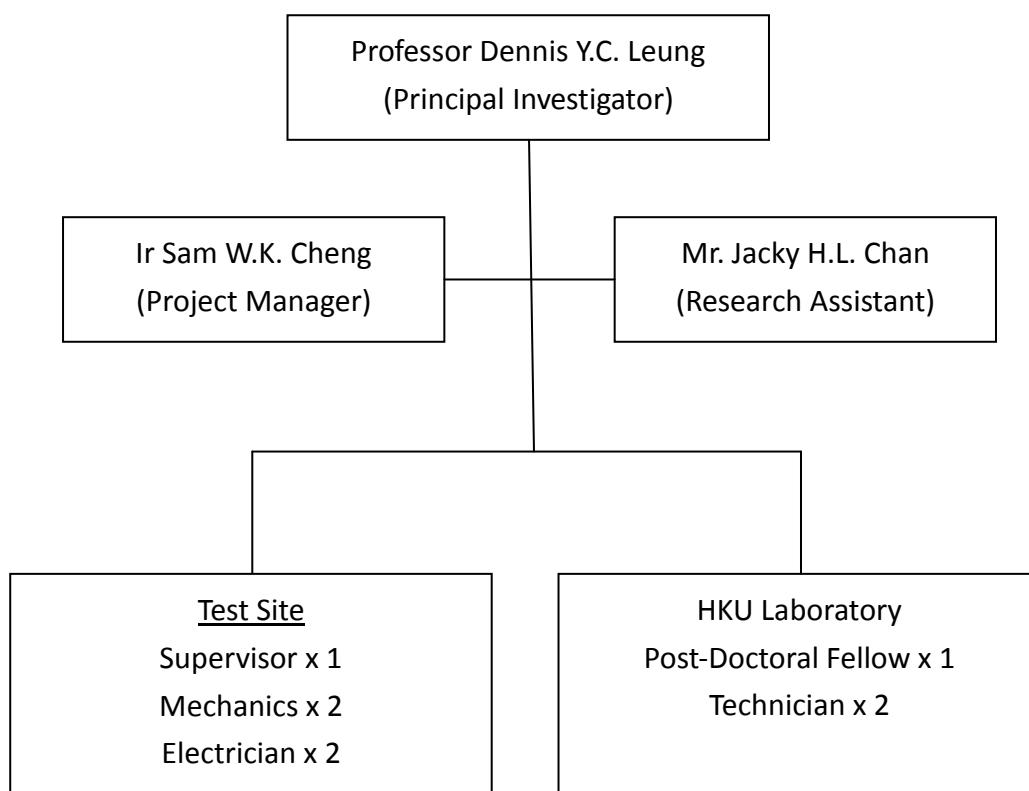 Professor Dennis Y.C. Leung
(Principal Investigator)
Ir Sam W.K. Cheng
(Project Manager)
Mr. Jacky H.L. Chan
(Research Assistant)
Test Site
Supervisor x 1
Mechanics x 2
Electrician x 2
HKU Laboratory
Post-Doctoral Fellow x 1
Technician x 2